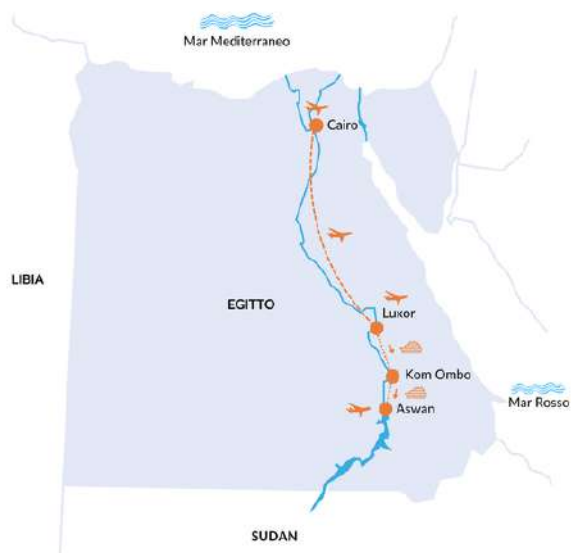 Mar Mediterraneo
Cairo
LIBIA
EGITTO
Luxor
Kom Ombo
Mar Rosso
Aswan
SUDAN